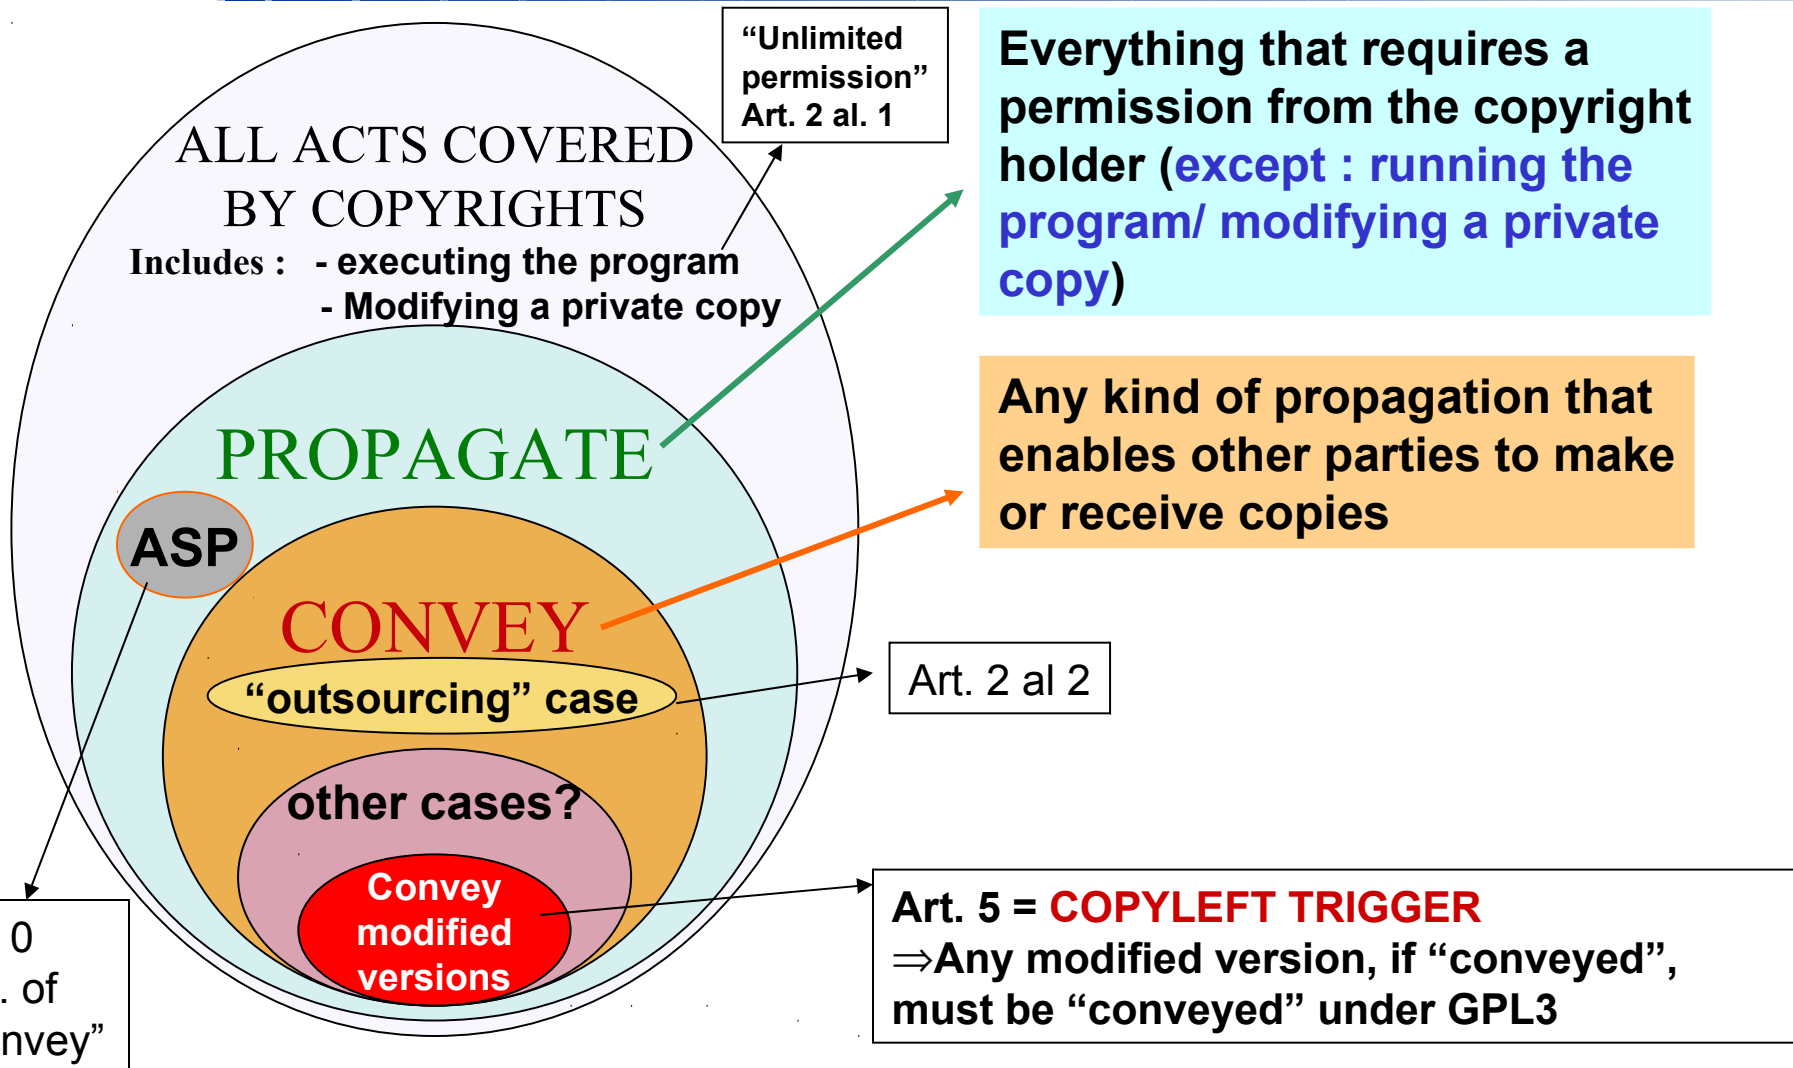 “Unlimited
permission”
Art. 2 al. 1
Everything that requires a
permission from the copyright
holder (except : running the
program/ modifying a private
copy)
ALL ACTS COVERED
BY COPYRIGHTS
Includes : - executing the program
- Modifying a private copy
Any kind of propagation that
enables other parties to make
or receive copies
PROPAGATE
ASP
CONVEY
“outsourcing” case
Art. 2 al 2
other cases?
Convey
modified
versions
Art. 5 = COPYLEFT TRIGGER
⇒Any modified version, if “conveyed”,
must be “conveyed” under GPL3
0
. of
nvey”